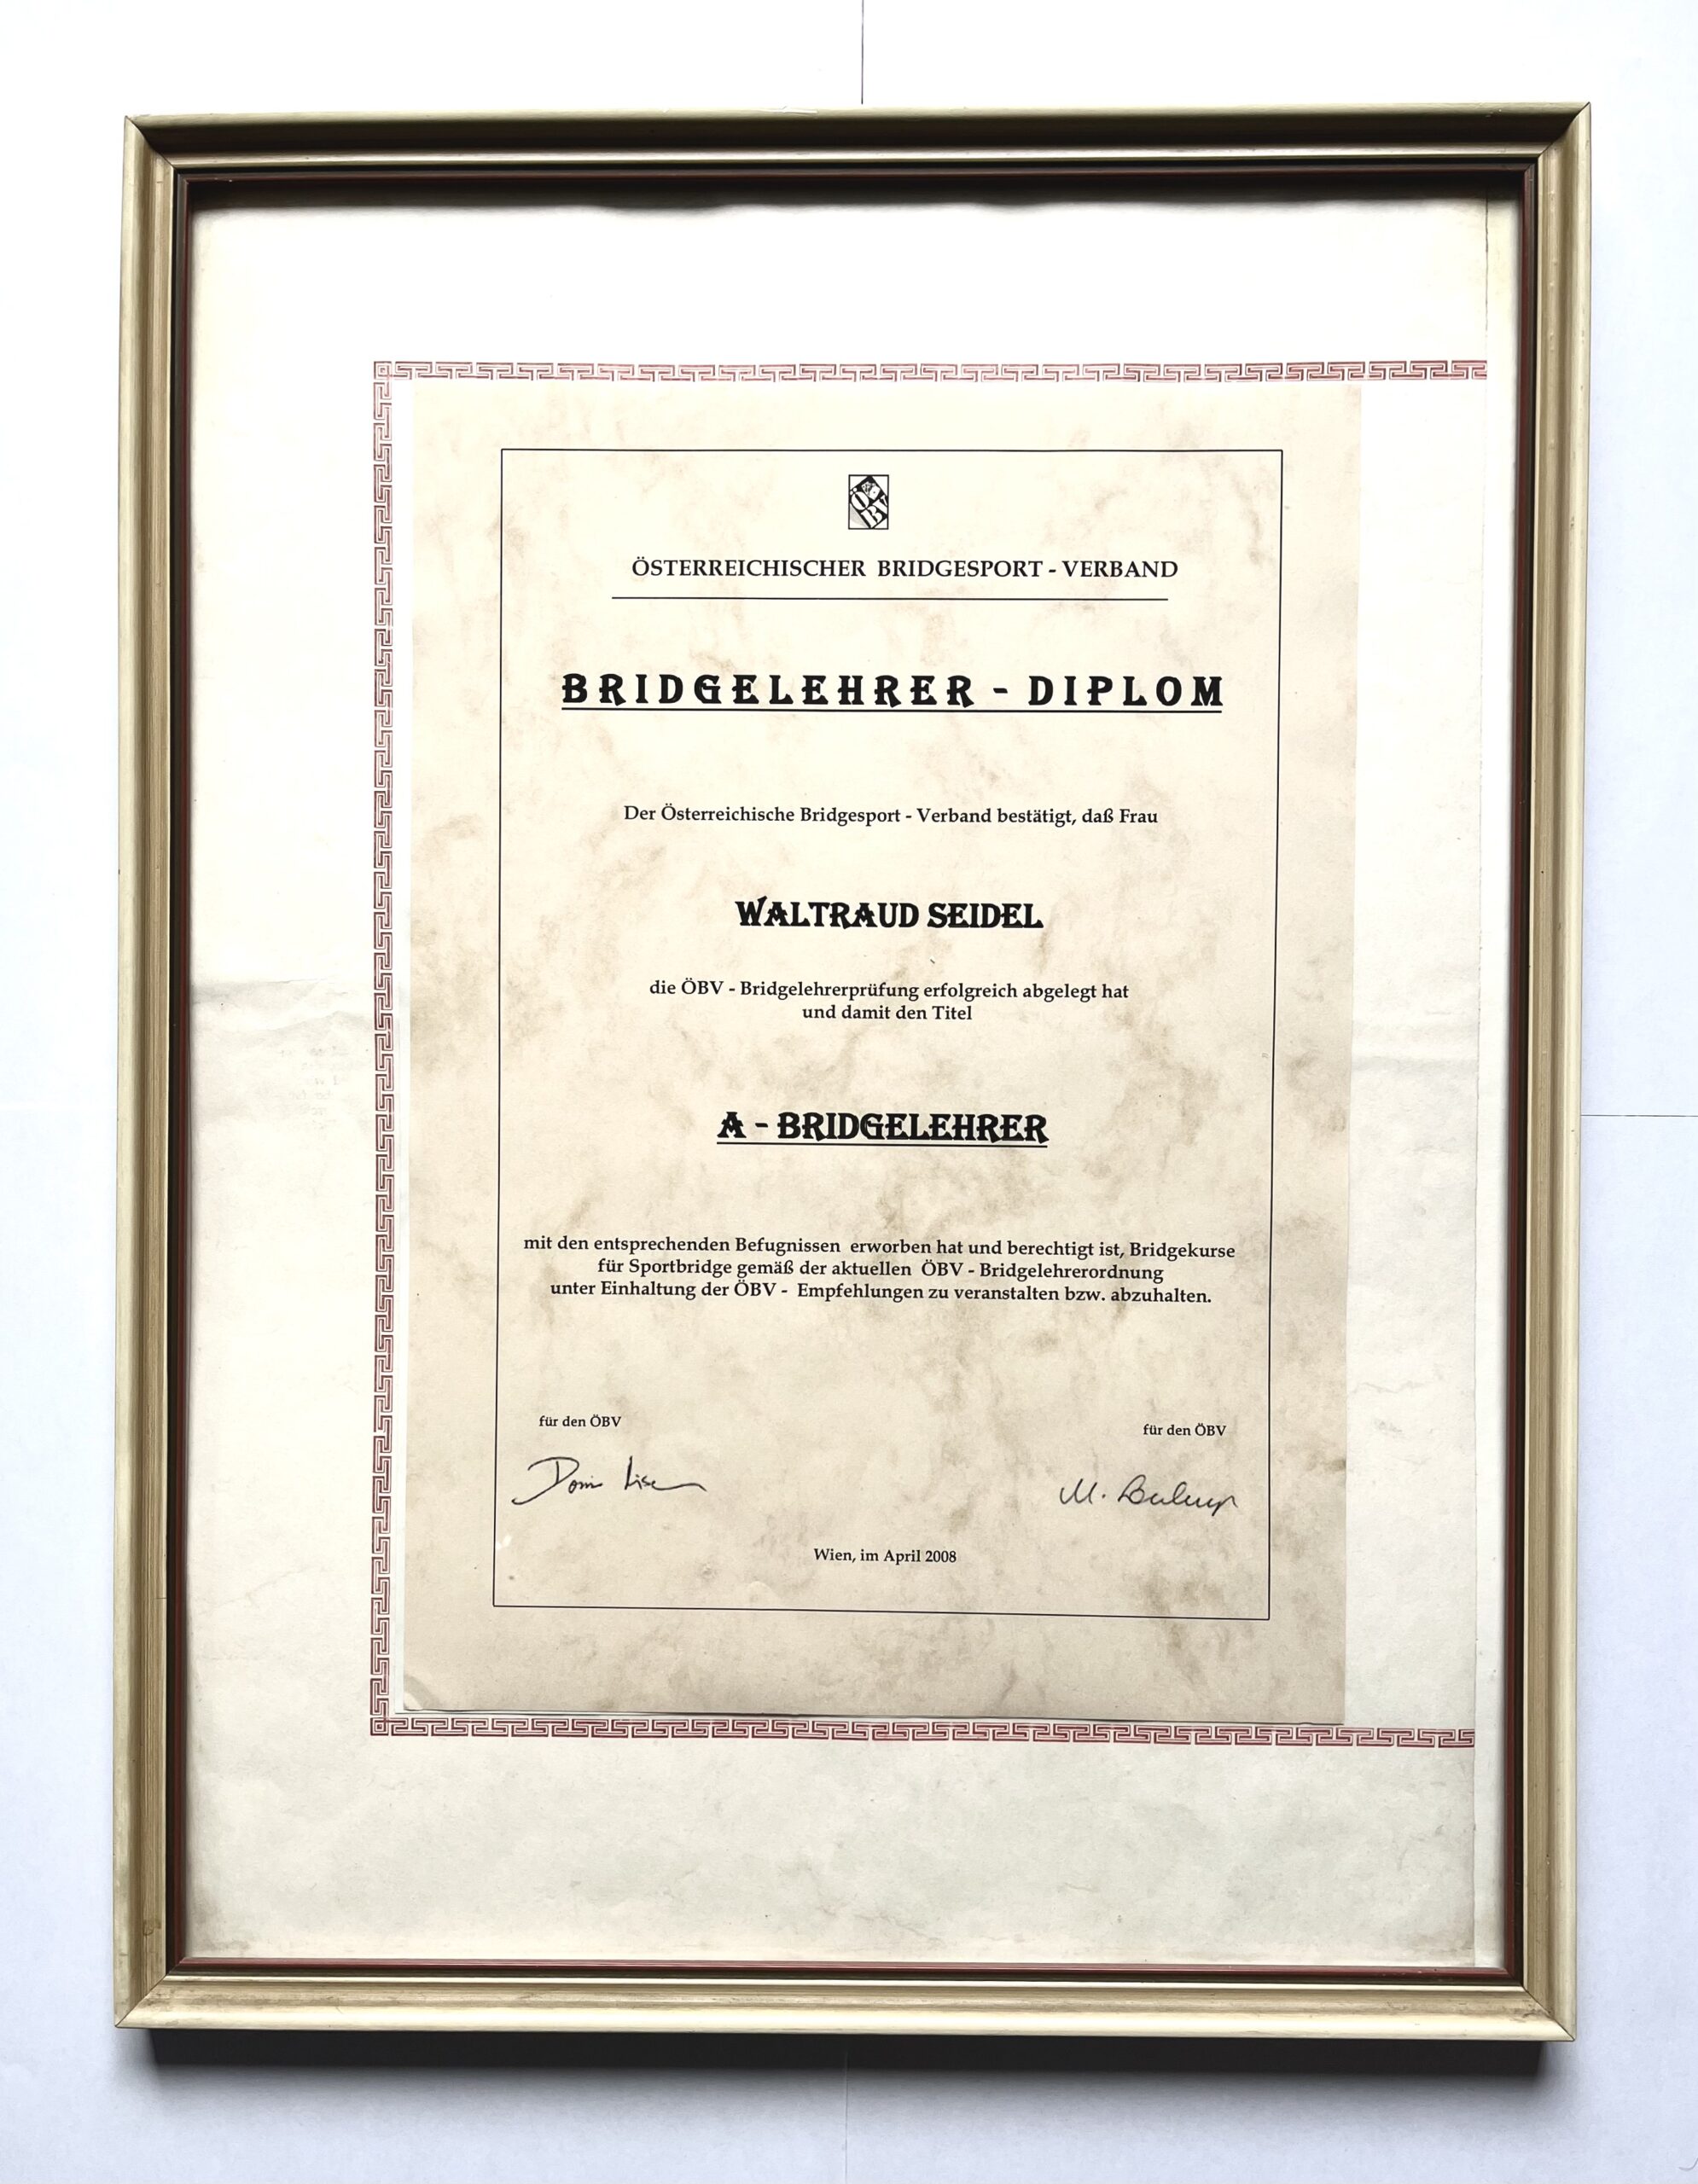 ÖBV
ÖSTERREICHISCHER BRIDGESPORT - VERBAND
BRIDGELEHRER - DIPLOM
Der Österreichische Bridgesport - Verband bestätigt, daß Frau
WALTRAUD SEIDEL
die ÖBV - Bridgelehrerprüfung erfolgreich abgelegt hat
und damit den Titel
A - BRIDGELEHRER
mit den entsprechenden Befugnissen erworben hat und berechtigt ist, Bridgekurse
für Sportbridge gemäß der aktuellen ÖBV - Bridgelehrerordnung
unter Einhaltung der ÖBV - Empfehlungen zu veranstalten bzw. abzuhalten.
für den ÖBV
für den ÖBV
M.
Wien, im April 2008